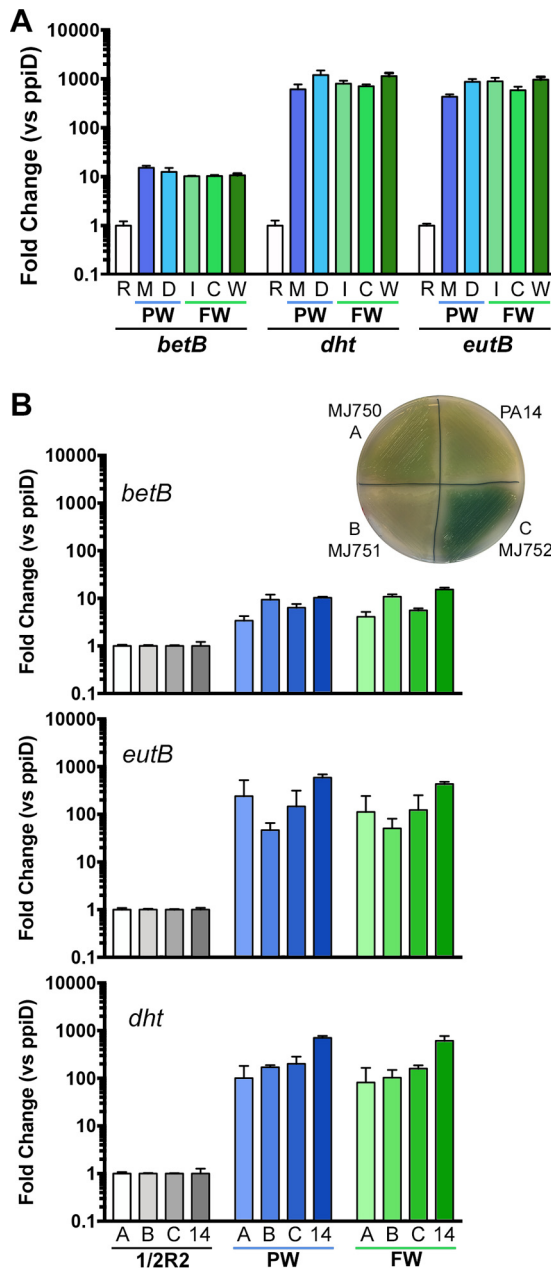 A
Fold Change (vs ppiD)
10000
1000
100
10
1
0.1
R M D I C W R M D I C W R M D I C W
PW FW PW FW PW FW
betB dht eutB
B
MJ750
A
PA14
B
MJ751
C
MJ752
betB
Fold Change (vs ppiD)
10000
1000
100
10
1
0.1
eutB
Fold Change (vs ppiD)
10000
1000
100
10
1
0.1
dht
Fold Change (vs ppiD)
10000
1000
100
10
1
0.1
A B C 14 A B C 14 A B C 14
1/2R2 PW FW